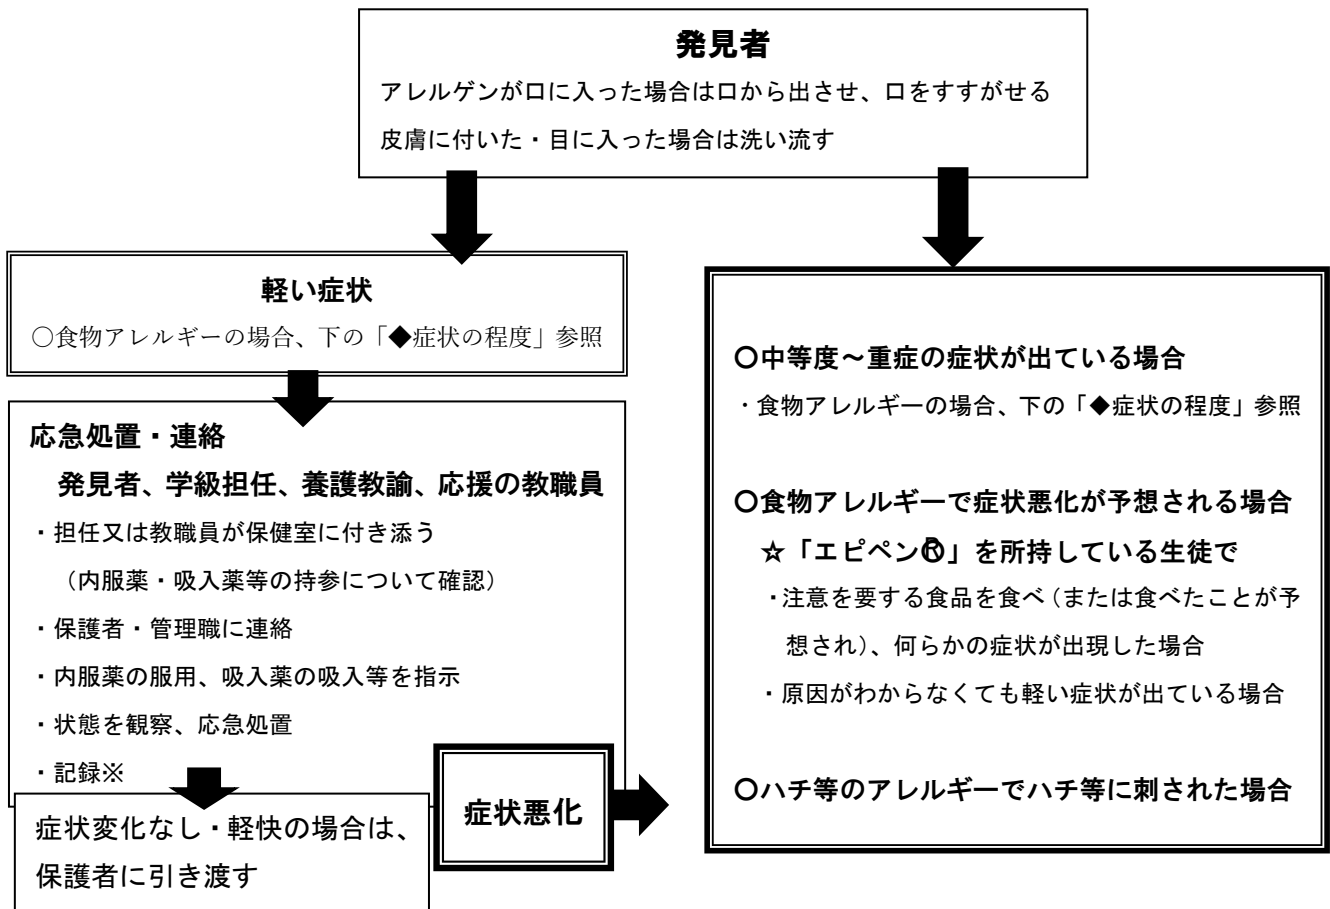 発見者
アレルゲンが口に入った場合は口から出させ、口をすすがせる
皮膚に付いた・目に入った場合は洗い流す
軽い症状
○食物アレルギーの場合、下の「◆症状の程度」参照
応急処置・連絡
発見者、学級担任、養護教諭、応援の教職員
・担任又は教職員が保健室に付き添う
（内服薬・吸入薬等の持参について確認）
・保護者・管理職に連絡
・内服薬の服用、吸入薬の吸入等を指示
・状態を観察、応急処置
・記録※
症状変化なし・軽快の場合は、
保護者に引き渡す
症状悪化
○中等度～重症の症状が出ている場合
・食物アレルギーの場合、下の「◆症状の程度」参照
○食物アレルギーで症状悪化が予想される場合
☆「エピペン®」を所持している生徒で
・注意を要する食品を食べ（または食べたことが予
想され）、何らかの症状が出現した場合
・原因がわからなくても軽い症状が出ている場合
○ハチ等のアレルギーでハチ等に刺された場合